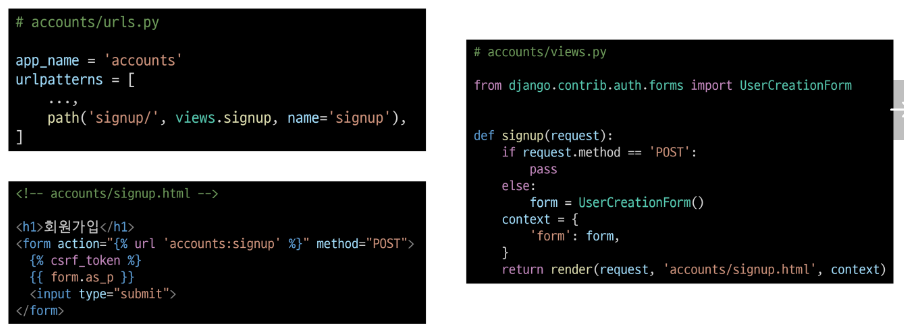 # accounts/urls.py
app_name = 'accounts'
urlpatterns = [
    ...,
    path('signup/', views.signup, name='signup'),
]
<!-- accounts/signup.html -->
<h1>회원가입</h1>
<form action="{% url 'accounts:signup' %}" method="POST">
  {% csrf_token %}
  {{ form.as_p }}
  <input type="submit">
</form>
# accounts/views.py
from django.contrib.auth.forms import UserCreationForm
def signup(request):
    if request.method == 'POST':
        pass
    else:
        form = UserCreationForm()
    context = {
        'form': form,
    }
    return render(request, 'accounts/signup.html', context)